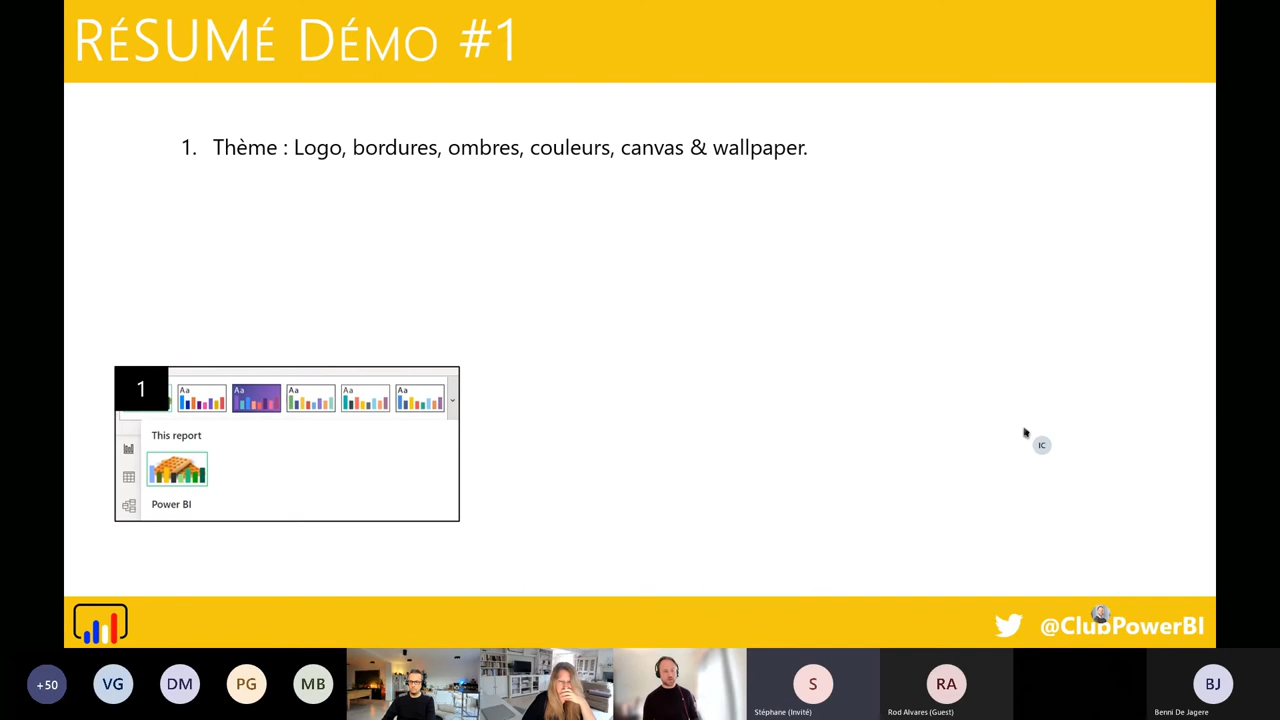 RÉSUMÉ DÉMO #1
1. Thème : Logo, bordures, ombres, couleurs, canvas & wallpaper.
1
Aa Aa Aa Aa Aa
This report
Power BI
IC
@ClubPowerBI
+50 VG DM PG MB S RA BJ
Stéphane (Invité) Rod Alvares (Guest) Benni De Jagere